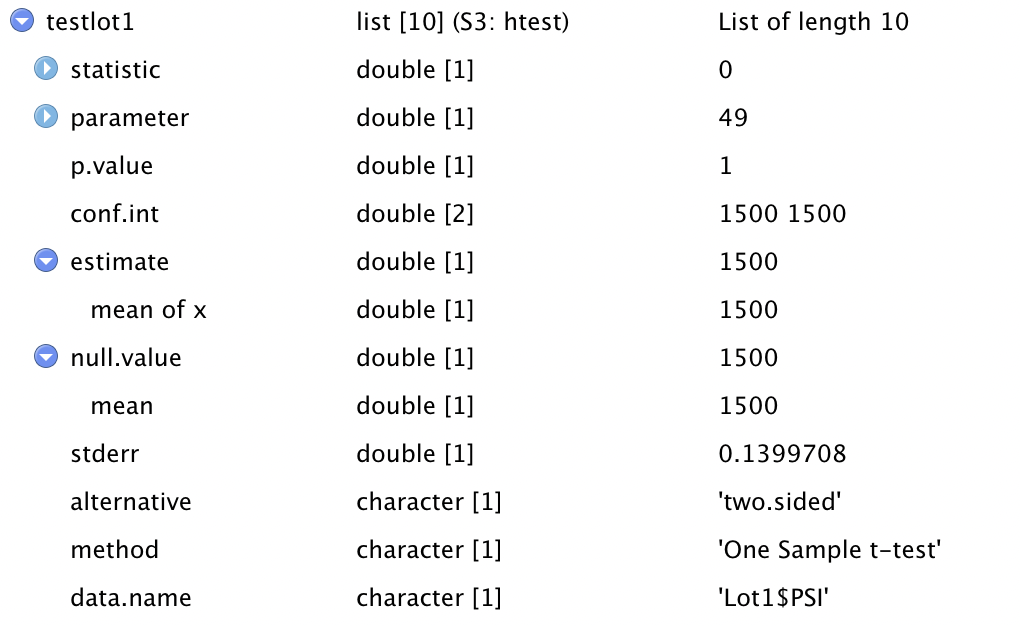 testlot1 list [10] (S3: htest) List of length 10
statistic double [1] 0
parameter double [1] 49
p.value double [1] 1
conf.int double [2] 1500 1500
estimate double [1] 1500
mean of x double [1] 1500
null.value double [1] 1500
mean double [1] 1500
stderr double [1] 0.1399708
alternative character [1] 'two.sided'
method character [1] 'One Sample t-test'
data.name character [1] 'Lot1$PSI'